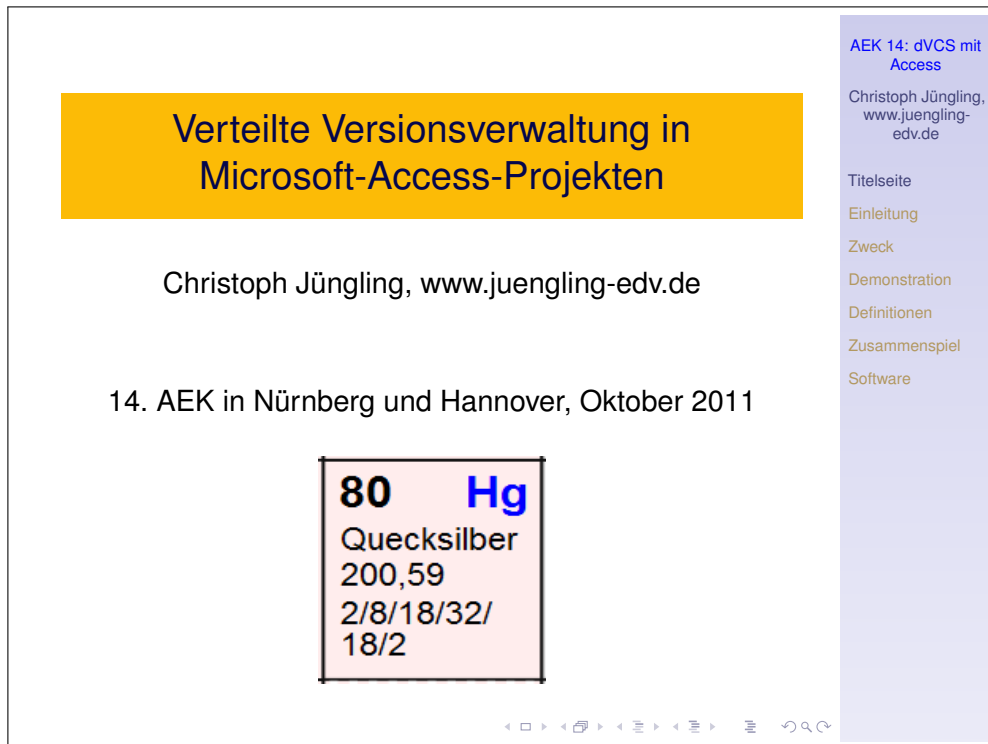 Verteilte Versionsverwaltung in
Microsoft-Access-Projekten
Christoph Jüngling, www.juengling-edv.de
14. AEK in Nürnberg und Hannover, Oktober 2011
80 Hg
Quecksilber
200,59
2/8/18/32/
18/2
AEK 14: dVCS mit
Access
Christoph Jüngling,
www.juengling-
edv.de
Titelseite
Einleitung
Zweck
Demonstration
Definitionen
Zusammenspiel
Software